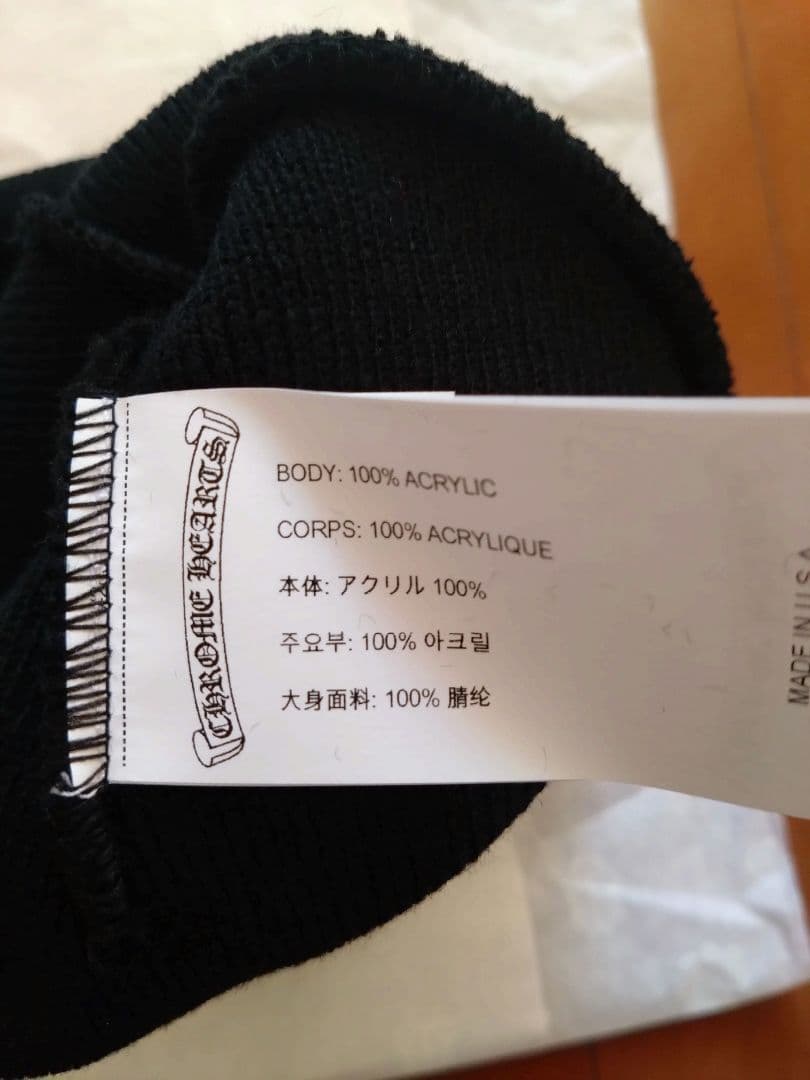 CHROME HEARTS
BODY: 100% ACRYLIC
CORPS: 100% ACRYLIQUE
本体: アクリル 100%
주요부: 100% 아크릴
大身面料: 100% 腈纶
MADE IN U.S.A